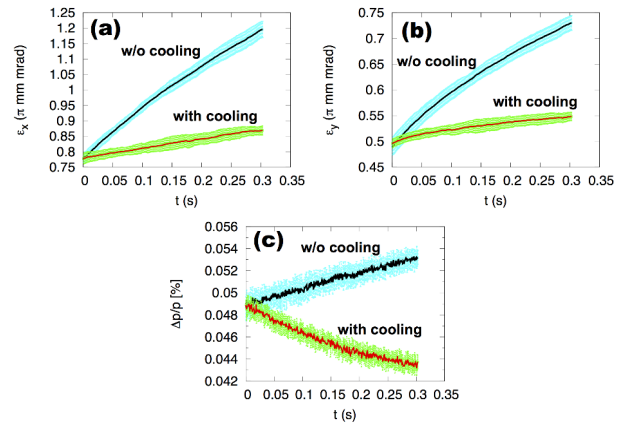 (a)
w/o cooling
with cooling
εx (π mm mrad)
1.25
1.2
1.15
1.1
1.05
1
0.95
0.9
0.85
0.8
0.75
0 0.05 0.1 0.15 0.2 0.25 0.3 0.35
t (s)
(b)
w/o cooling
with cooling
εy (π mm mrad)
0.75
0.7
0.65
0.6
0.55
0.5
0.45
0 0.05 0.1 0.15 0.2 0.25 0.3 0.35
t (s)
(c)
w/o cooling
with cooling
Δp/p [%]
0.056
0.054
0.052
0.05
0.048
0.046
0.044
0.042
0 0.05 0.1 0.15 0.2 0.25 0.3 0.35
t (s)